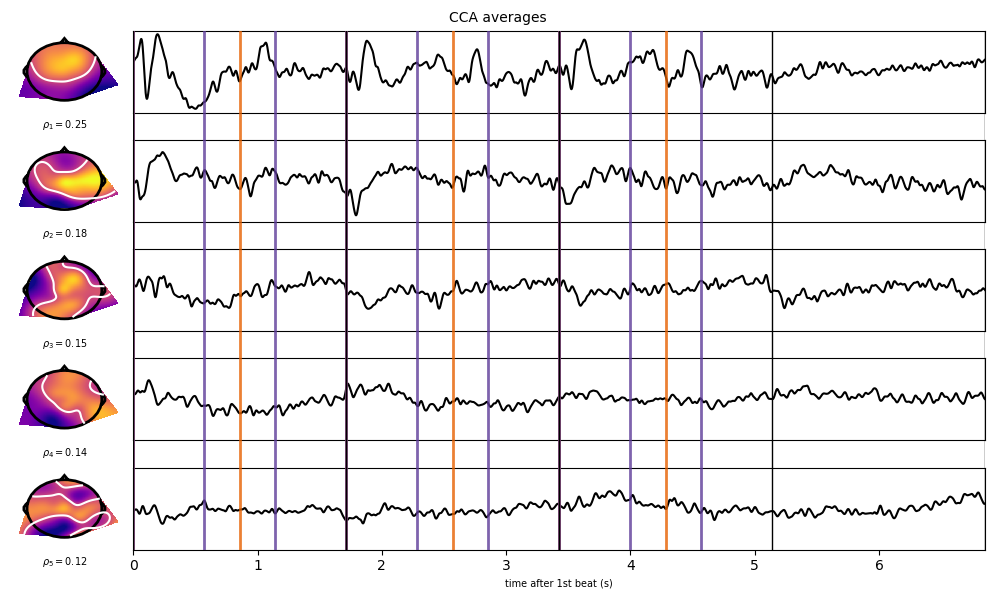 CCA averages
ρ₁ = 0.25
ρ₂ = 0.18
ρ₃ = 0.15
ρ₄ = 0.14
ρ₅ = 0.12
0 1 2 3 4 5 6
time after 1st beat (s)